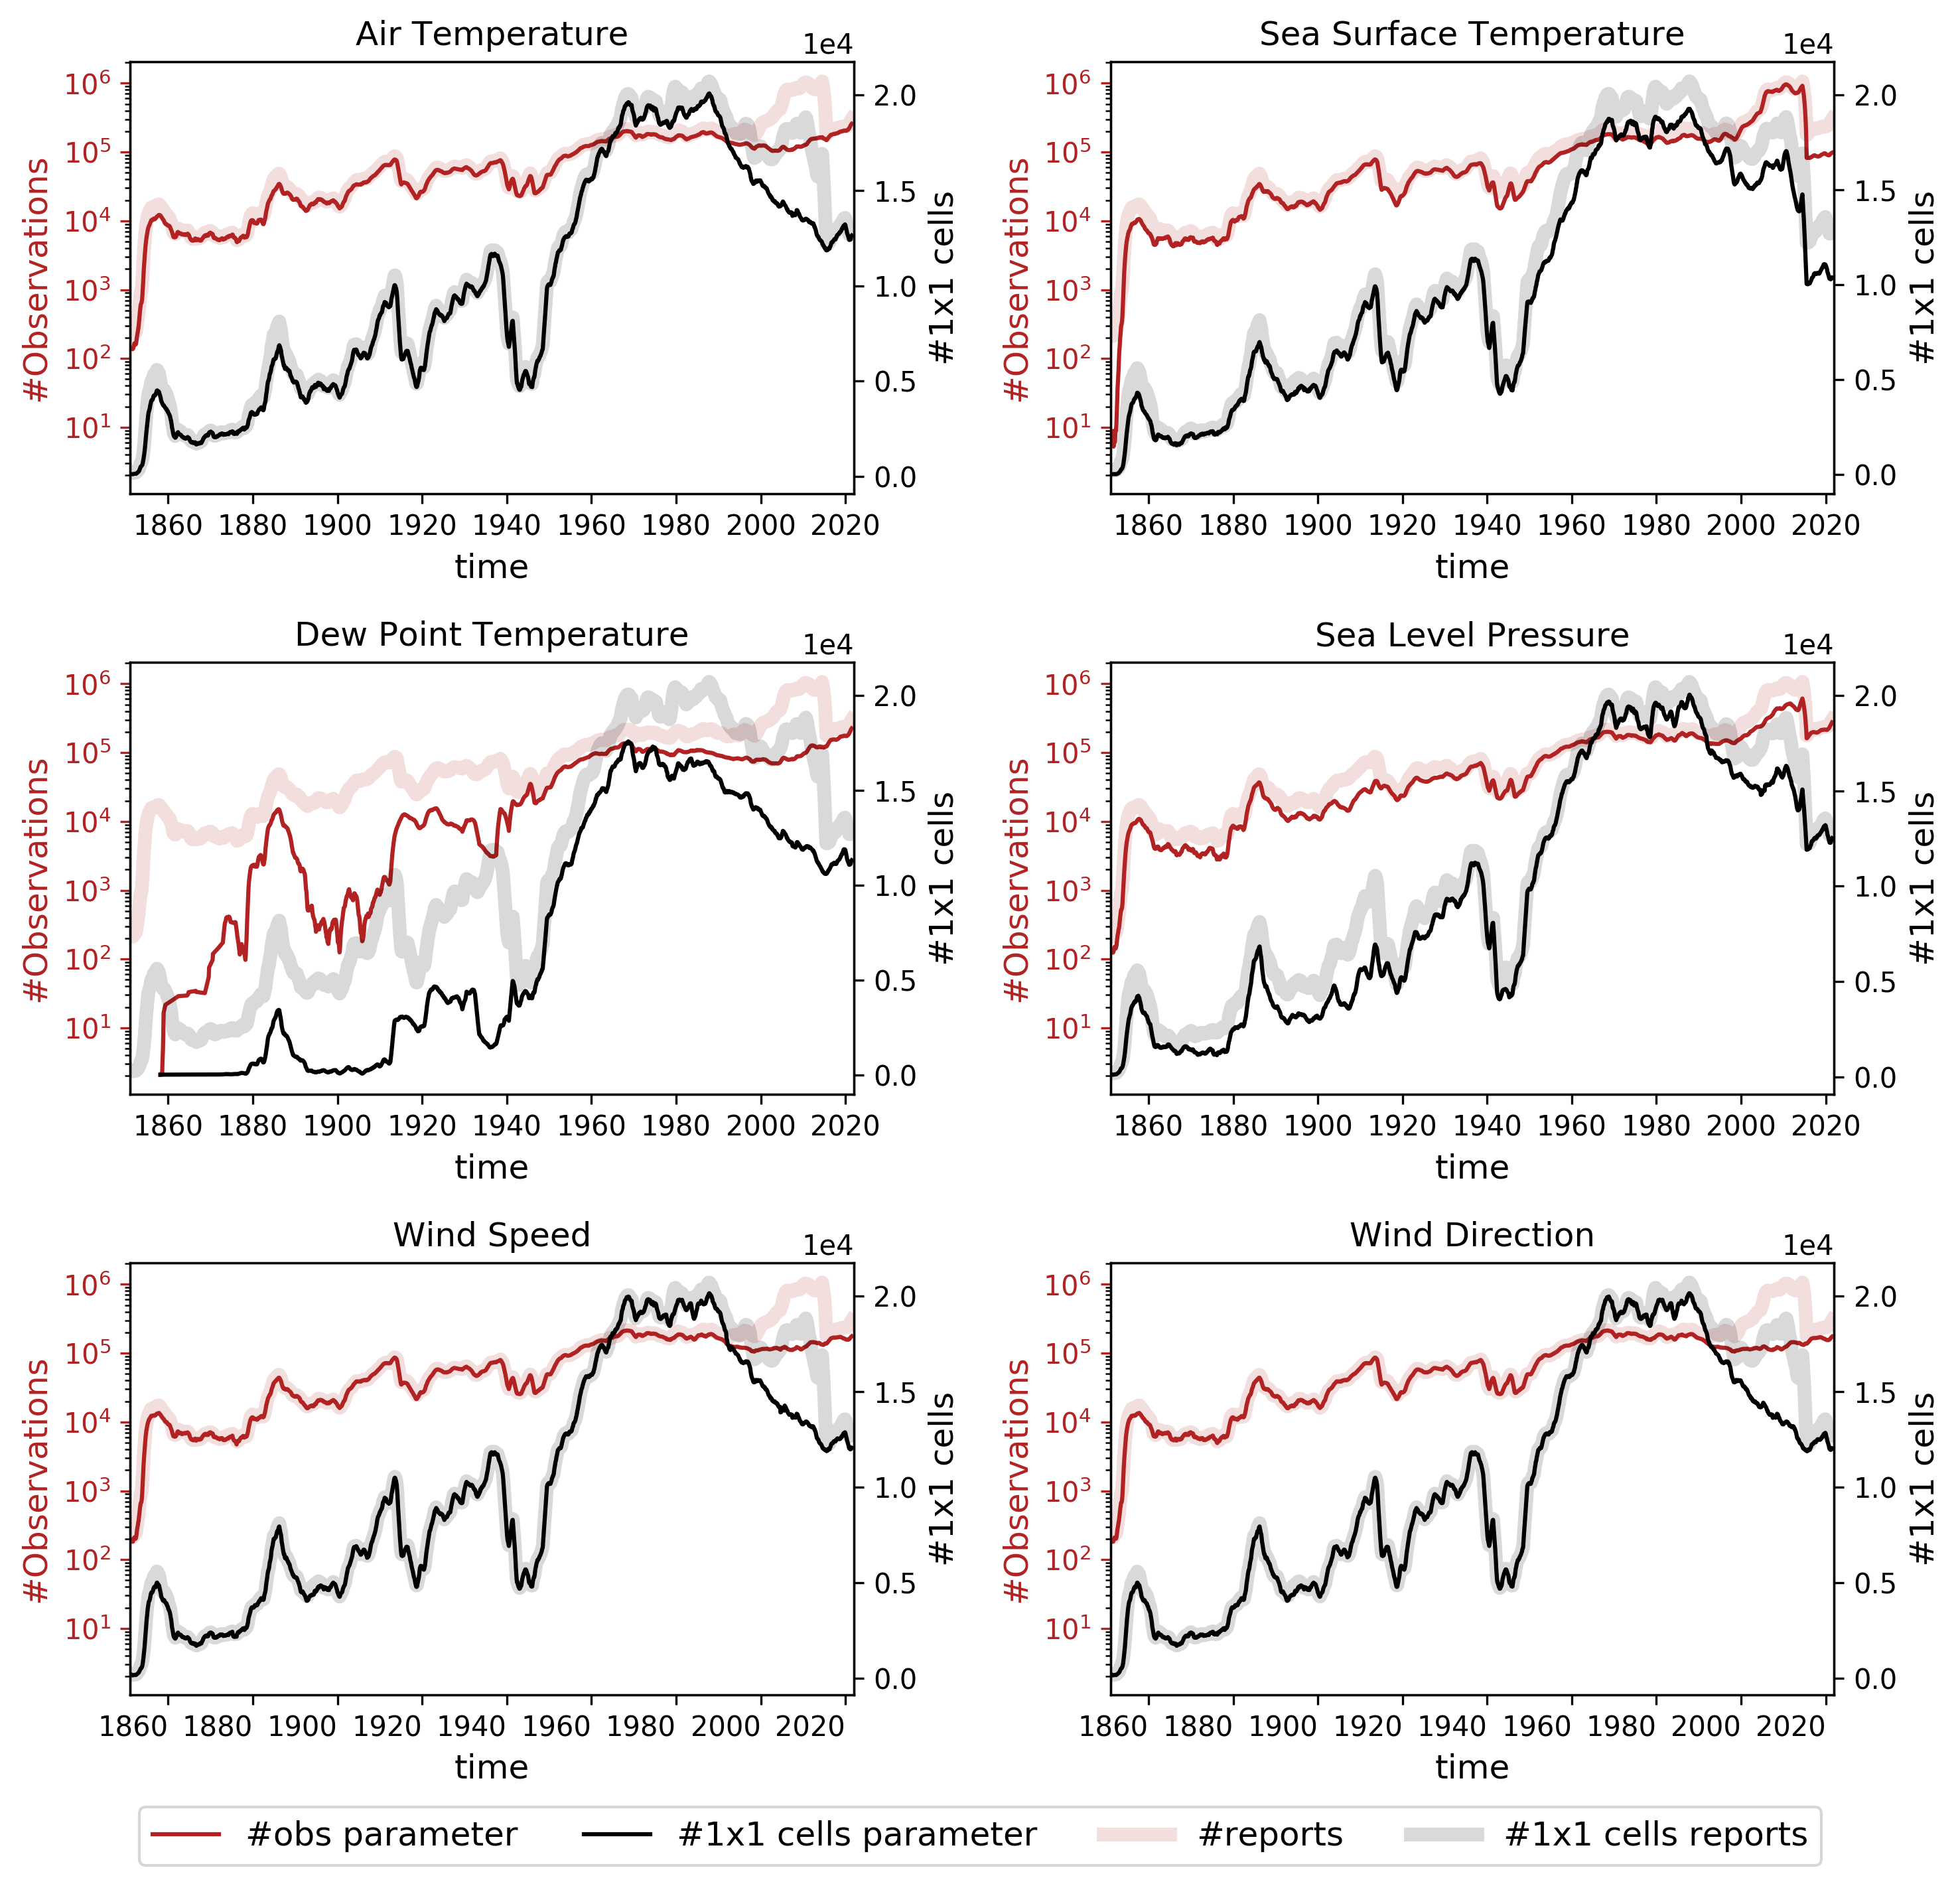 Air Temperature
1e4
10^6
10^5
10^4
10^3
10^2
10^1
#Observations
2.0
1.5
1.0
0.5
0.0
#1x1 cells
1860 1880 1900 1920 1940 1960 1980 2000 2020
time
Sea Surface Temperature
1e4
10^6
10^5
10^4
10^3
10^2
10^1
#Observations
2.0
1.5
1.0
0.5
0.0
#1x1 cells
1860 1880 1900 1920 1940 1960 1980 2000 2020
time
Dew Point Temperature
1e4
10^6
10^5
10^4
10^3
10^2
10^1
#Observations
2.0
1.5
1.0
0.5
0.0
#1x1 cells
1860 1880 1900 1920 1940 1960 1980 2000 2020
time
Sea Level Pressure
1e4
10^6
10^5
10^4
10^3
10^2
10^1
#Observations
2.0
1.5
1.0
0.5
0.0
#1x1 cells
1860 1880 1900 1920 1940 1960 1980 2000 2020
time
Wind Speed
1e4
10^6
10^5
10^4
10^3
10^2
10^1
#Observations
2.0
1.5
1.0
0.5
0.0
#1x1 cells
1860 1880 1900 1920 1940 1960 1980 2000 2020
time
Wind Direction
1e4
10^6
10^5
10^4
10^3
10^2
10^1
#Observations
2.0
1.5
1.0
0.5
0.0
#1x1 cells
1860 1880 1900 1920 1940 1960 1980 2000 2020
time
#obs parameter #1x1 cells parameter #reports #1x1 cells reports